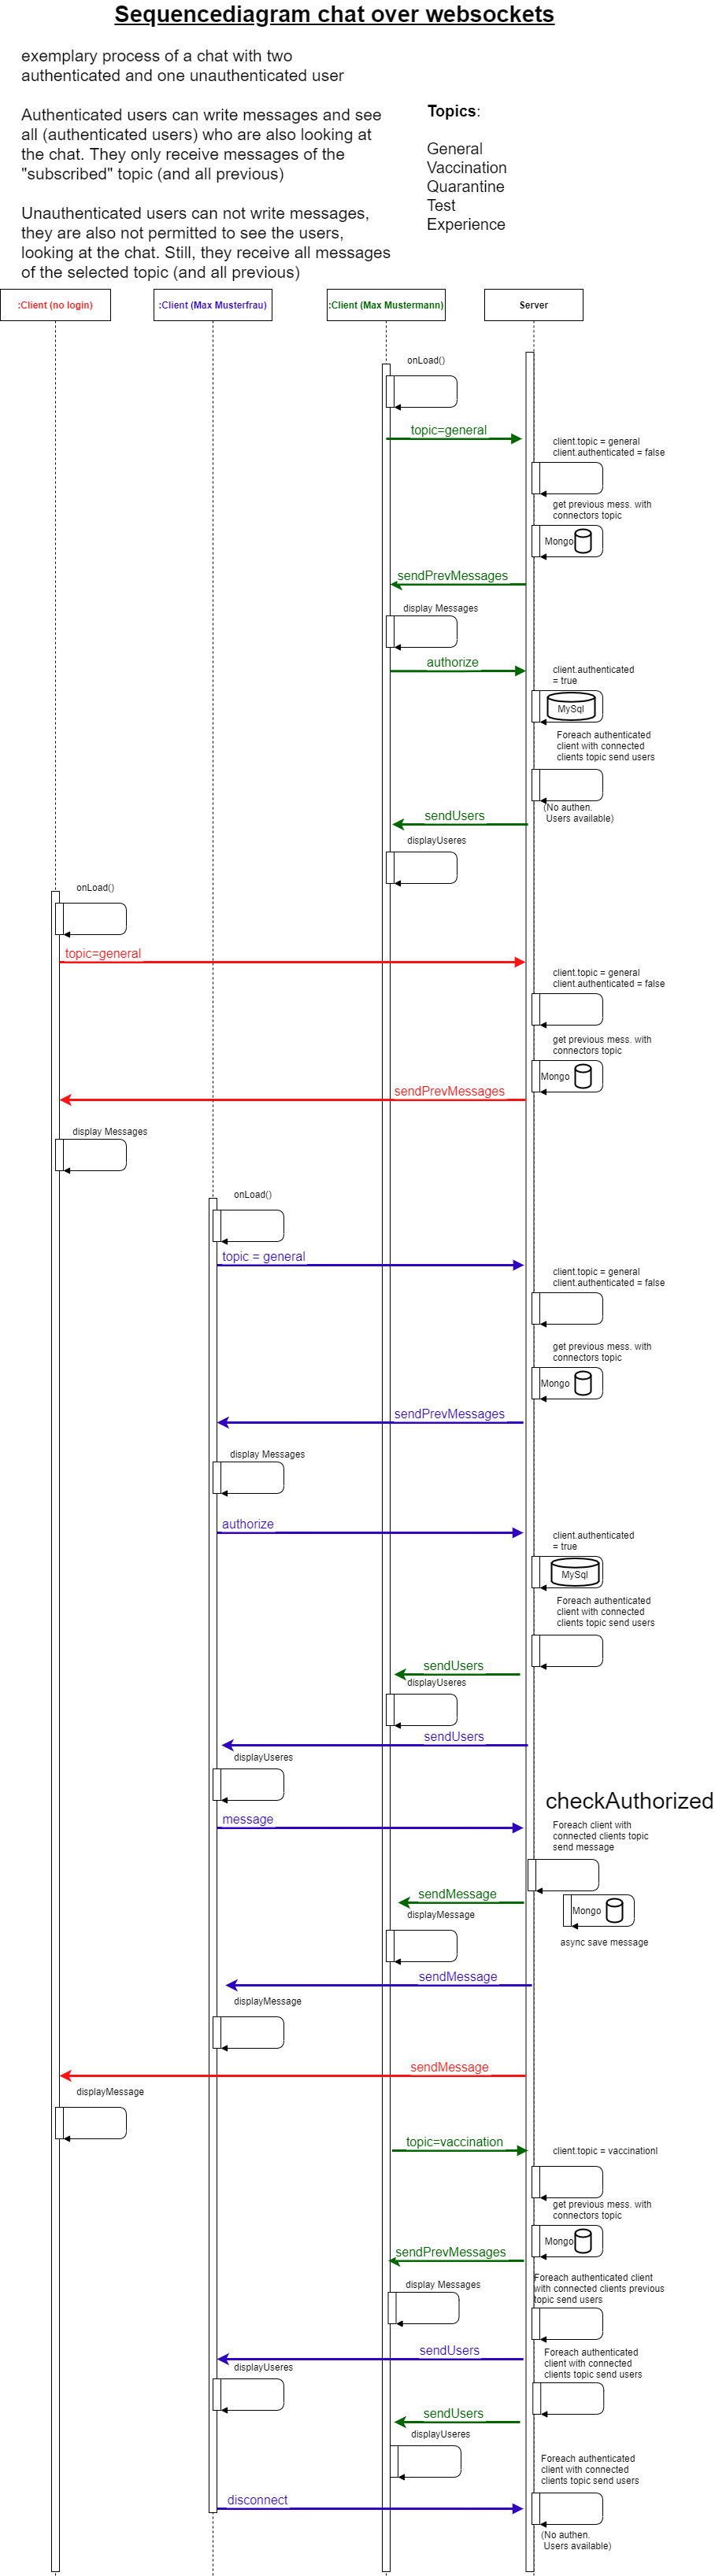 Sequencediagram chat over websockets
exemplary process of a chat with two
authenticated and one unauthenticated user
Authenticated users can write messages and see
all (authenticated users) who are also looking at
the chat. They only receive messages of the
"subscribed" topic (and all previous)
Unauthenticated users can not write messages,
they are also not permitted to see the users,
looking at the chat. Still, they receive all messages
of the selected topic (and all previous)
Topics:
General
Vaccination
Quarantine
Test
Experience
:Client (no login)
:Client (Max Musterfrau)
:Client (Max Mustermann)
Server
onLoad()
topic=general
client.topic = general
client.authenticated = false
get previous mess. with
connectors topic
Mongo
sendPrevMessages
display Messages
authorize
client.authenticated
= true
MySql
Foreach authenticated
client with connected
clients topic send users
(No authen.
Users available)
sendUsers
displayUseres
onLoad()
topic=general
client.topic = general
client.authenticated = false
get previous mess. with
connectors topic
Mongo
sendPrevMessages
display Messages
onLoad()
topic = general
client.topic = general
client.authenticated = false
get previous mess. with
connectors topic
Mongo
sendPrevMessages
display Messages
authorize
client.authenticated
= true
MySql
Foreach authenticated
client with connected
clients topic send users
sendUsers
displayUseres
sendUsers
displayUseres
checkAuthorized
message
Foreach client with
connected clients topic
send message
sendMessage
Mongo
displayMessage
async save message
sendMessage
displayMessage
sendMessage
displayMessage
topic=vaccination
client.topic = vaccinationl
get previous mess. with
connectors topic
Mongo
sendPrevMessages
display Messages
Foreach authenticated client
with connected clients previous
topic send users
sendUsers
displayUseres
Foreach authenticated
client with connected
clients topic send users
sendUsers
displayUseres
Foreach authenticated
client with connected
clients topic send users
disconnect
(No authen.
Users available)